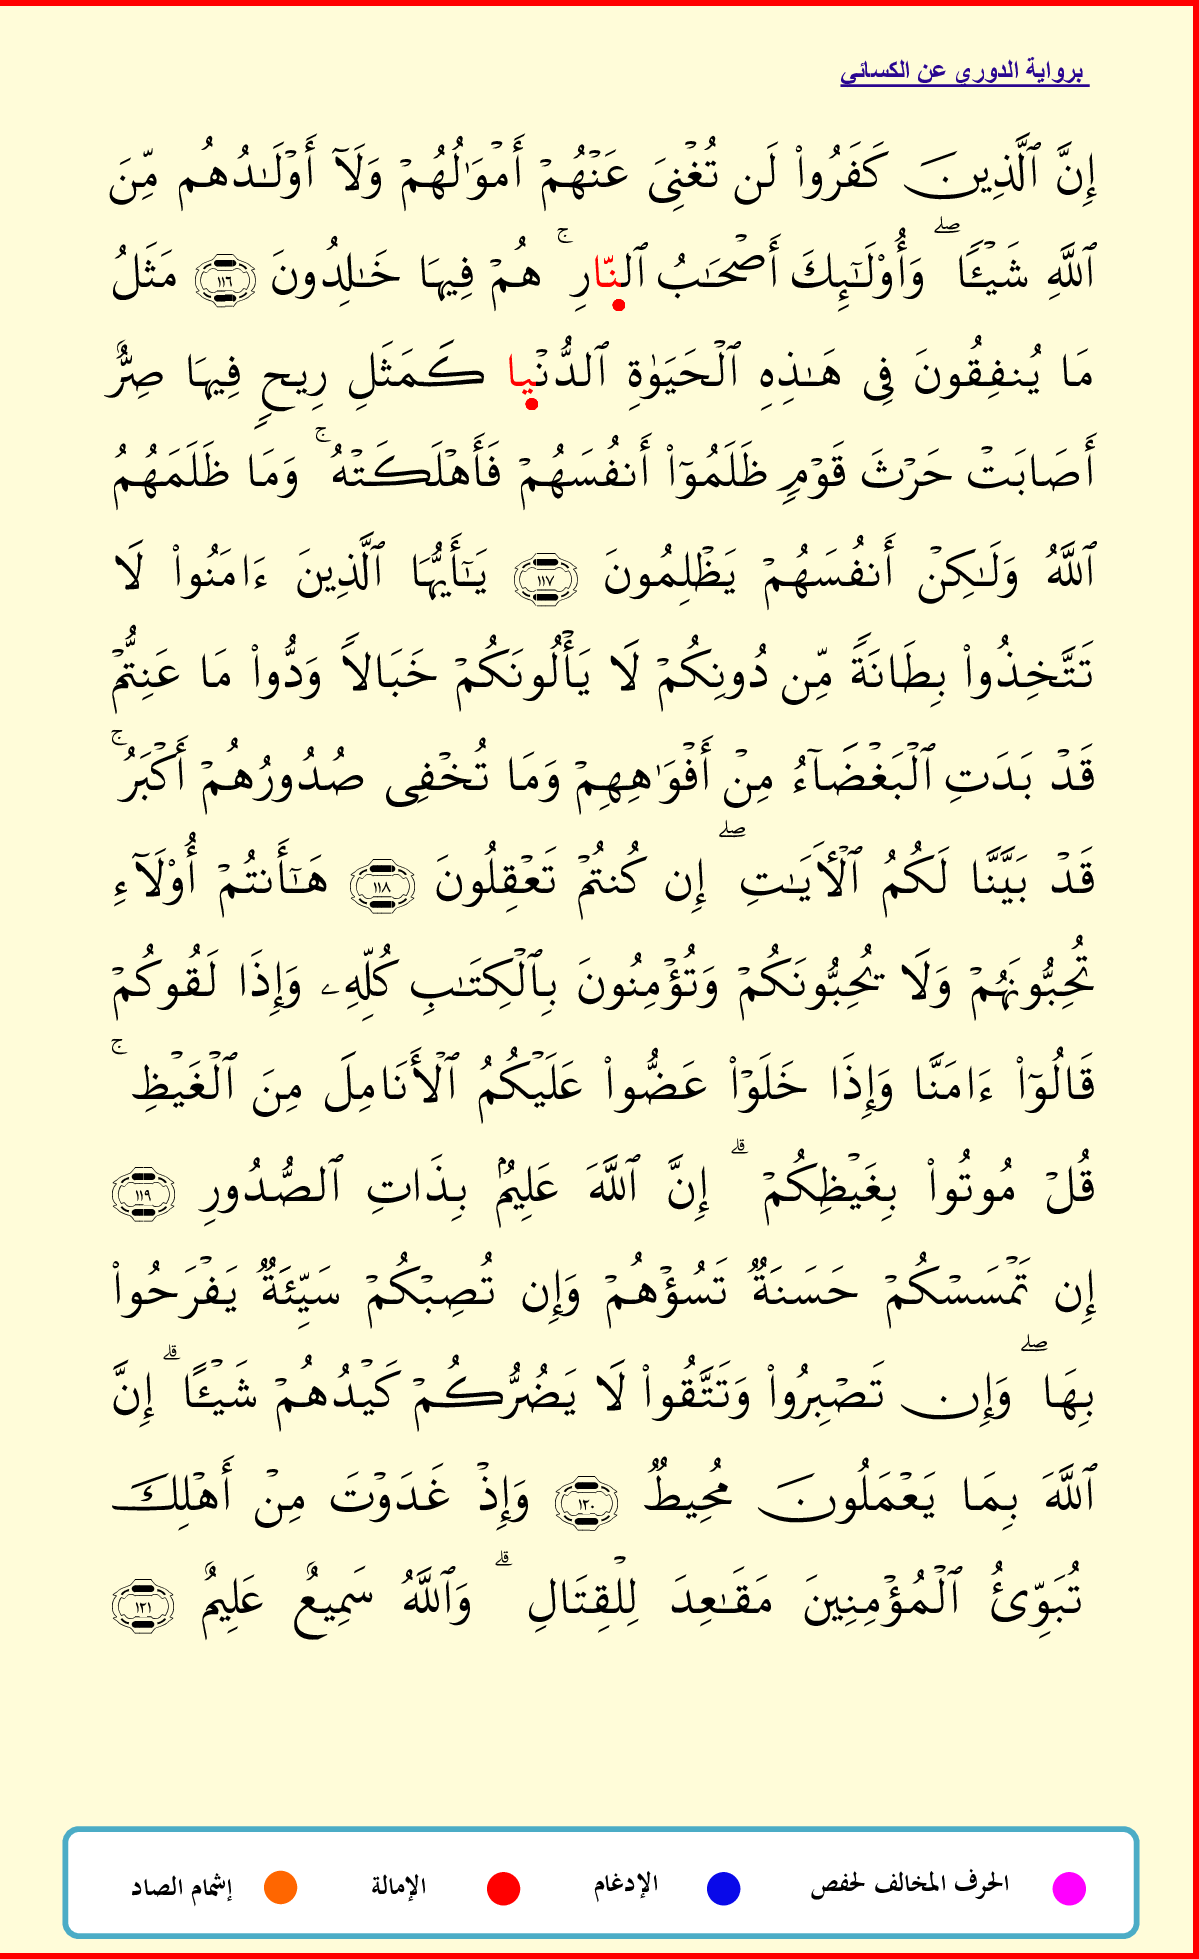 برواية الدوري عن الكسائي
إِنَّ ٱلَّذِينَ كَفَرُوا۟ لَن تُغْنِىَ عَنْهُمْ أَمْوَٰلُهُمْ وَلَآ أَوْلَـٰدُهُم مِّنَ
ٱللَّهِ شَيْـًٔا ۖ وَأُو۟لَـٰٓئِكَ أَصْحَـٰبُ ٱلنَّارِ ۚ هُمْ فِيهَا خَـٰلِدُونَ ١١٦ مَثَلُ
مَا يُنفِقُونَ فِى هَـٰذِهِ ٱلْحَيَوٰةِ ٱلدُّنْيا كَمَثَلِ رِيحٍ فِيهَا صِرٌّ
أَصَابَتْ حَرْثَ قَوْمٍ ظَلَمُوٓا۟ أَنفُسَهُمْ فَأَهْلَكَتْهُ ۚ وَمَا ظَلَمَهُمُ
ٱللَّهُ وَلَـٰكِنْ أَنفُسَهُمْ يَظْلِمُونَ ١١٧ يَـٰٓأَيُّهَا ٱلَّذِينَ ءَامَنُوا۟ لَا
تَتَّخِذُوا۟ بِطَانَةً مِّن دُونِكُمْ لَا يَأْلُونَكُمْ خَبَالًا وَدُّوا۟ مَا عَنِتُّمْ
قَدْ بَدَتِ ٱلْبَغْضَآءُ مِنْ أَفْوَٰهِهِمْ وَمَا تُخْفِى صُدُورُهُمْ أَكْبَرُ ۚ
قَدْ بَيَّنَّا لَكُمُ ٱلْـَٔايَـٰتِ ۖ إِن كُنتُمْ تَعْقِلُونَ ١١٨ هَـٰٓأَنتُمْ أُو۟لَآءِ
تُحِبُّونَهُمْ وَلَا يُحِبُّونَكُمْ وَتُؤْمِنُونَ بِٱلْكِتَـٰبِ كُلِّهِۦ وَإِذَا لَقُوكُمْ
قَالُوٓا۟ ءَامَنَّا وَإِذَا خَلَوْا۟ عَضُّوا۟ عَلَيْكُمُ ٱلْأَنَامِلَ مِنَ ٱلْغَيْظِ ۚ
قُلْ مُوتُوا۟ بِغَيْظِكُمْ ۗ إِنَّ ٱللَّهَ عَلِيمٌۢ بِذَاتِ ٱلصُّدُورِ ١١٩
إِن تَمْسَسْكُمْ حَسَنَةٌ تَسُؤْهُمْ وَإِن تُصِبْكُمْ سَيِّئَةٌ يَفْرَحُوا۟
بِهَا ۖ وَإِن تَصْبِرُوا۟ وَتَتَّقُوا۟ لَا يَضُرُّكُمْ كَيْدُهُمْ شَيْـًٔا ۗ إِنَّ
ٱللَّهَ بِمَا يَعْمَلُونَ مُحِيطٌ ١٢٠ وَإِذْ غَدَوْتَ مِنْ أَهْلِكَ
تُبَوِّئُ ٱلْمُؤْمِنِينَ مَقَـٰعِدَ لِلْقِتَالِ ۗ وَٱللَّهُ سَمِيعٌ عَلِيمٌ ١٢١
الحرف المخالف لحفص الإدغام الإمالة إشمام الصاد